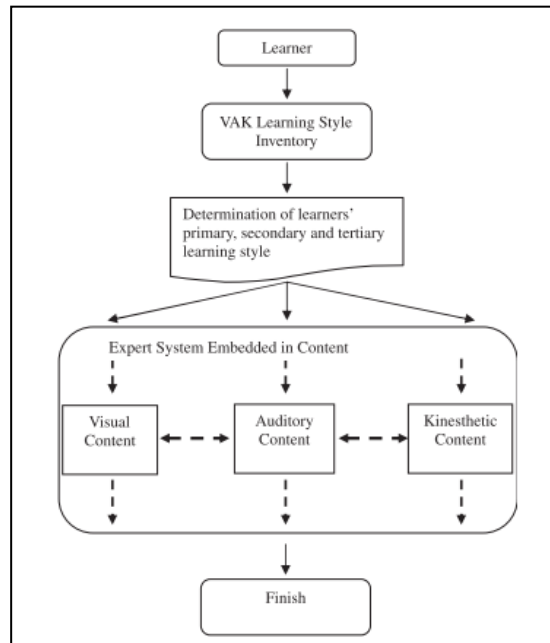 Learner
VAK Learning Style
Inventory
Determination of learners'
primary, secondary and tertiary
learning style
Expert System Embedded in Content
Visual
Content
Auditory
Content
Kinesthetic
Content
Finish